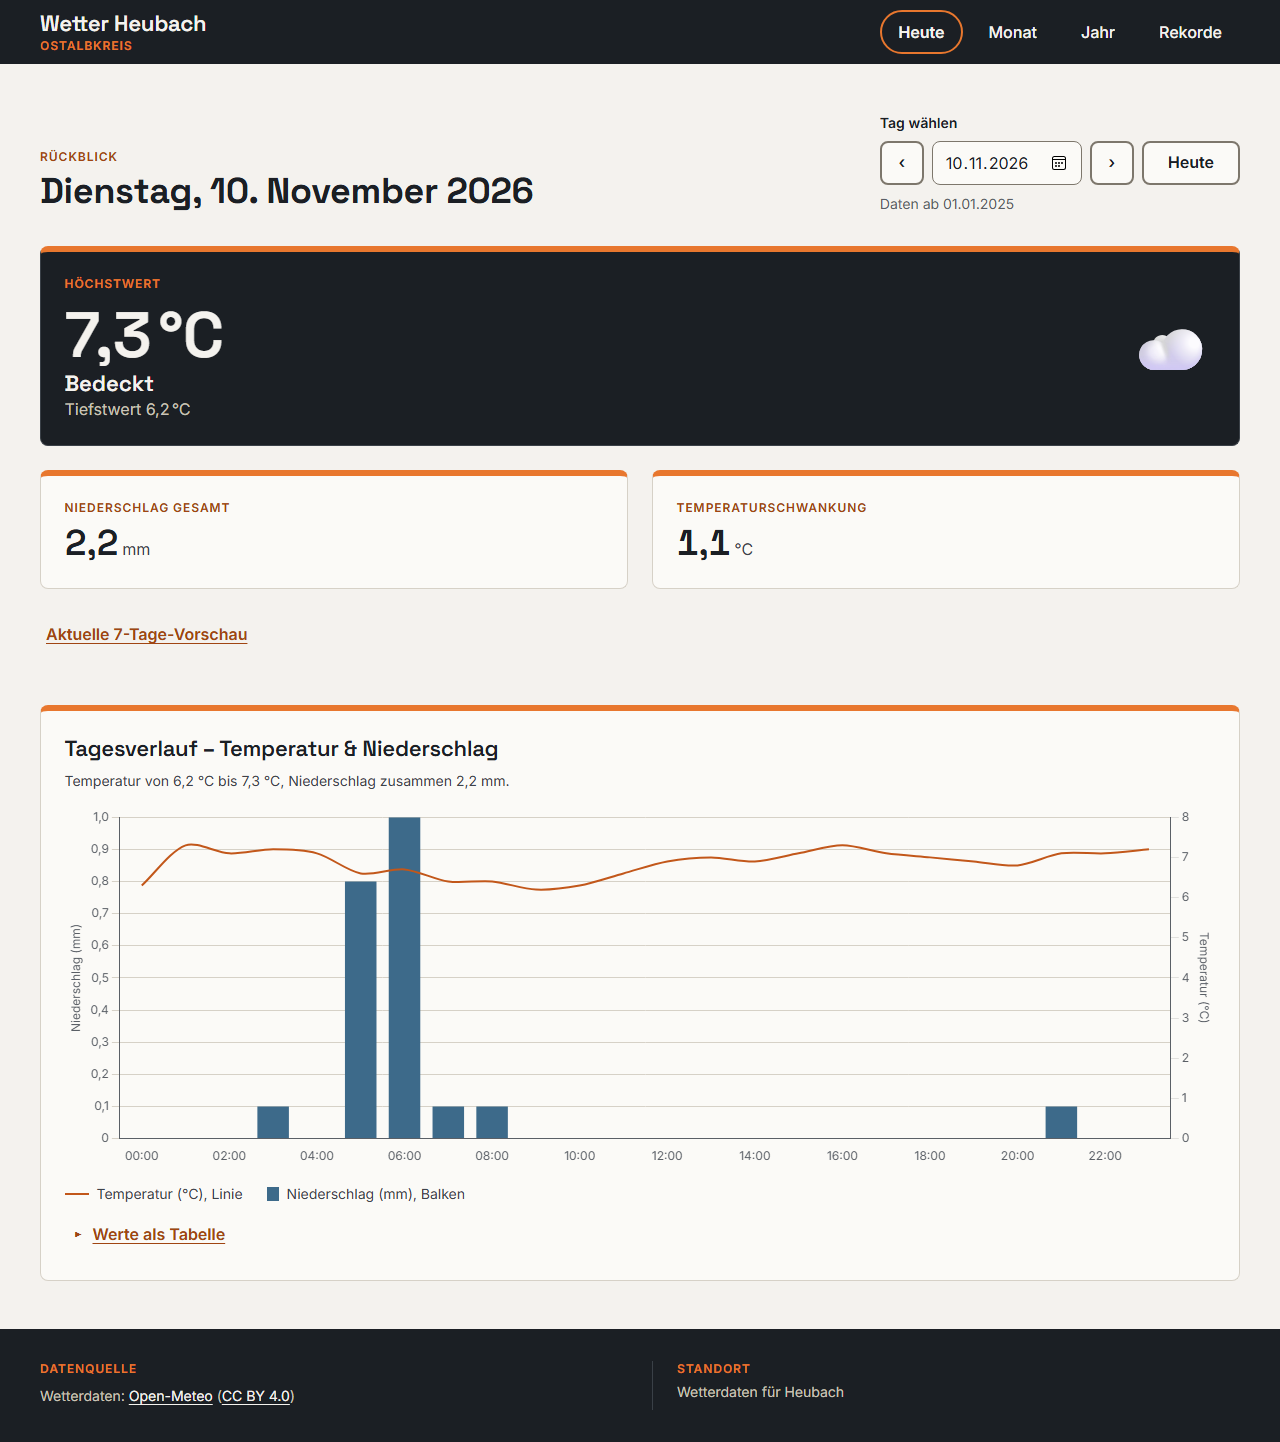 Wetter Heubach
OSTALBKREIS
Heute Monat Jahr Rekorde
RÜCKBLICK
Dienstag, 10. November 2026
Tag wählen
‹ 10.11.2026 › Heute
Daten ab 01.01.2025
HÖCHSTWERT
7,3 °C
Bedeckt
Tiefstwert 6,2 °C
NIEDERSCHLAG GESAMT
2,2 mm
TEMPERATURSCHWANKUNG
1,1 °C
Aktuelle 7-Tage-Vorschau
Tagesverlauf – Temperatur & Niederschlag
Temperatur von 6,2 °C bis 7,3 °C, Niederschlag zusammen 2,2 mm.
Niederschlag (mm)
1,0
0,9
0,8
0,7
0,6
0,5
0,4
0,3
0,2
0,1
0
8
7
6
5
4
3
2
1
0
Temperatur (°C)
00:00 02:00 04:00 06:00 08:00 10:00 12:00 14:00 16:00 18:00 20:00 22:00
Temperatur (°C), Linie Niederschlag (mm), Balken
► Werte als Tabelle
DATENQUELLE
Wetterdaten: Open-Meteo (CC BY 4.0)
STANDORT
Wetterdaten für Heubach